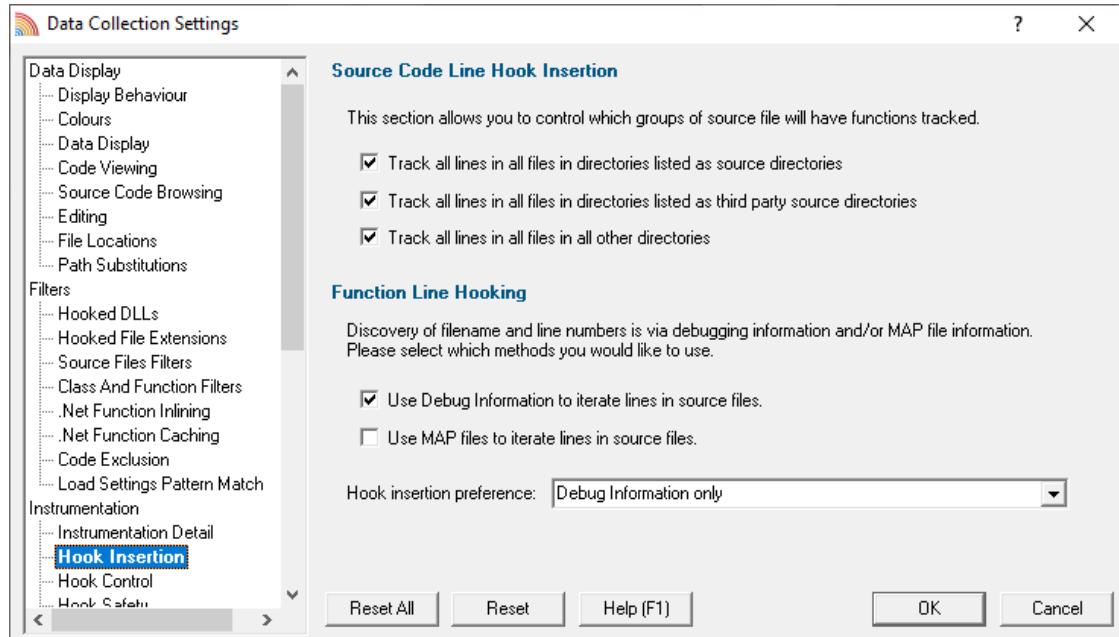 Data Collection Settings
?
Data Display
Display Behaviour
Colours
Data Display
Code Viewing
Source Code Browsing
Editing
File Locations
Path Substitutions
Filters
Hooked DLLs
Hooked File Extensions
Source Files Filters
Class And Function Filters
.Net Function Inlining
.Net Function Caching
Code Exclusion
Load Settings Pattern Match
Instrumentation
Instrumentation Detail
Hook Insertion
Hook Control
Hook Safety
Source Code Line Hook Insertion
This section allows you to control which groups of source file will have functions tracked.
Track all lines in all files in directories listed as source directories
Track all lines in all files in directories listed as third party source directories
Track all lines in all files in all other directories
Function Line Hooking
Discovery of filename and line numbers is via debugging information and/or MAP file information.
Please select which methods you would like to use.
Use Debug Information to iterate lines in source files.
Use MAP files to iterate lines in source files.
Hook insertion preference: Debug Information only
Reset All Reset Help (F1) OK Cancel